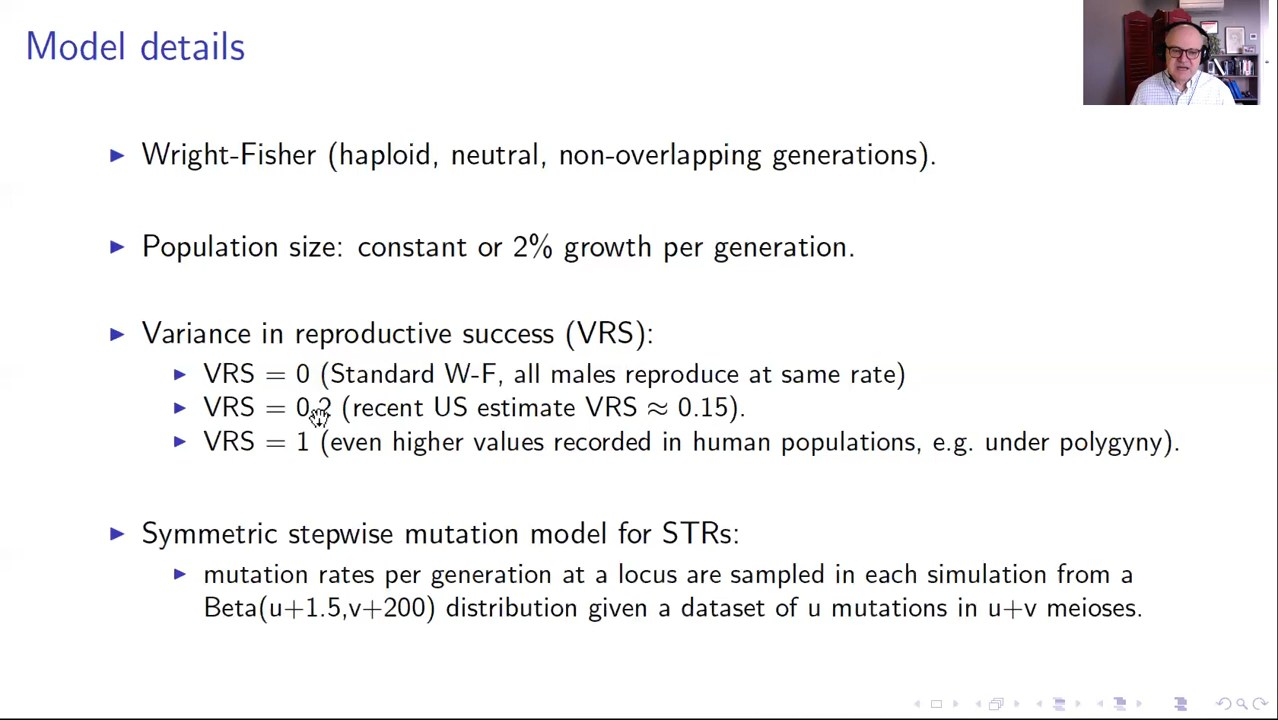 Model details
Wright-Fisher (haploid, neutral, non-overlapping generations).
Population size: constant or 2% growth per generation.
Variance in reproductive success (VRS):
VRS = 0 (Standard W-F, all males reproduce at same rate)
VRS = 0.2 (recent US estimate VRS ≈ 0.15).
VRS = 1 (even higher values recorded in human populations, e.g. under polygyny).
Symmetric stepwise mutation model for STRs:
mutation rates per generation at a locus are sampled in each simulation from a
Beta(u+1.5,v+200) distribution given a dataset of u mutations in u+v meioses.